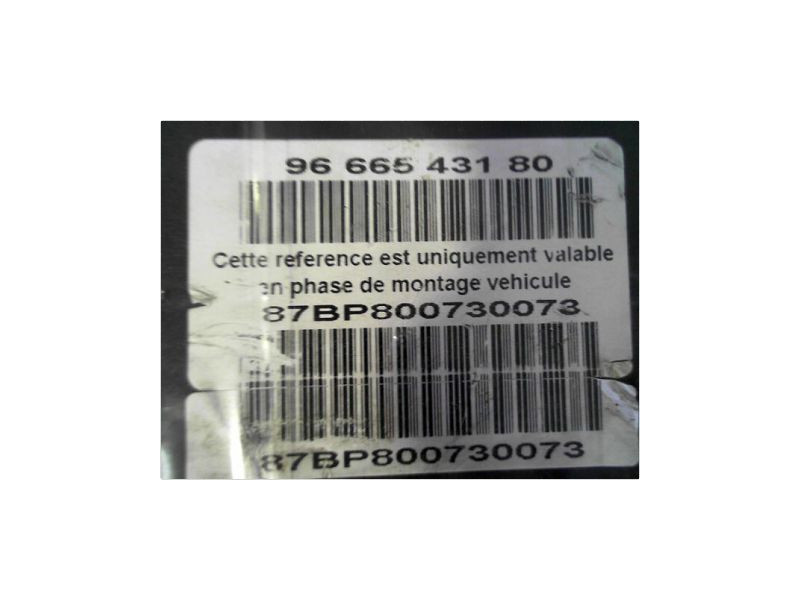 96 665 431 80
Cette reference est uniquement valable
en phase de montage vehicule
87BP800730073
87BP800730073